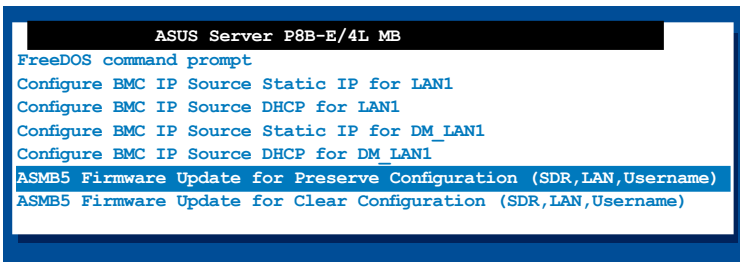 ASUS Server P8B-E/4L MB
FreeDOS command prompt
Configure BMC IP Source Static IP for LAN1
Configure BMC IP Source DHCP for LAN1
Configure BMC IP Source Static IP for DM_LAN1
Configure BMC IP Source DHCP for DM_LAN1
ASMB5 Firmware Update for Preserve Configuration (SDR,LAN,Username)
ASMB5 Firmware Update for Clear Configuration (SDR,LAN,Username)